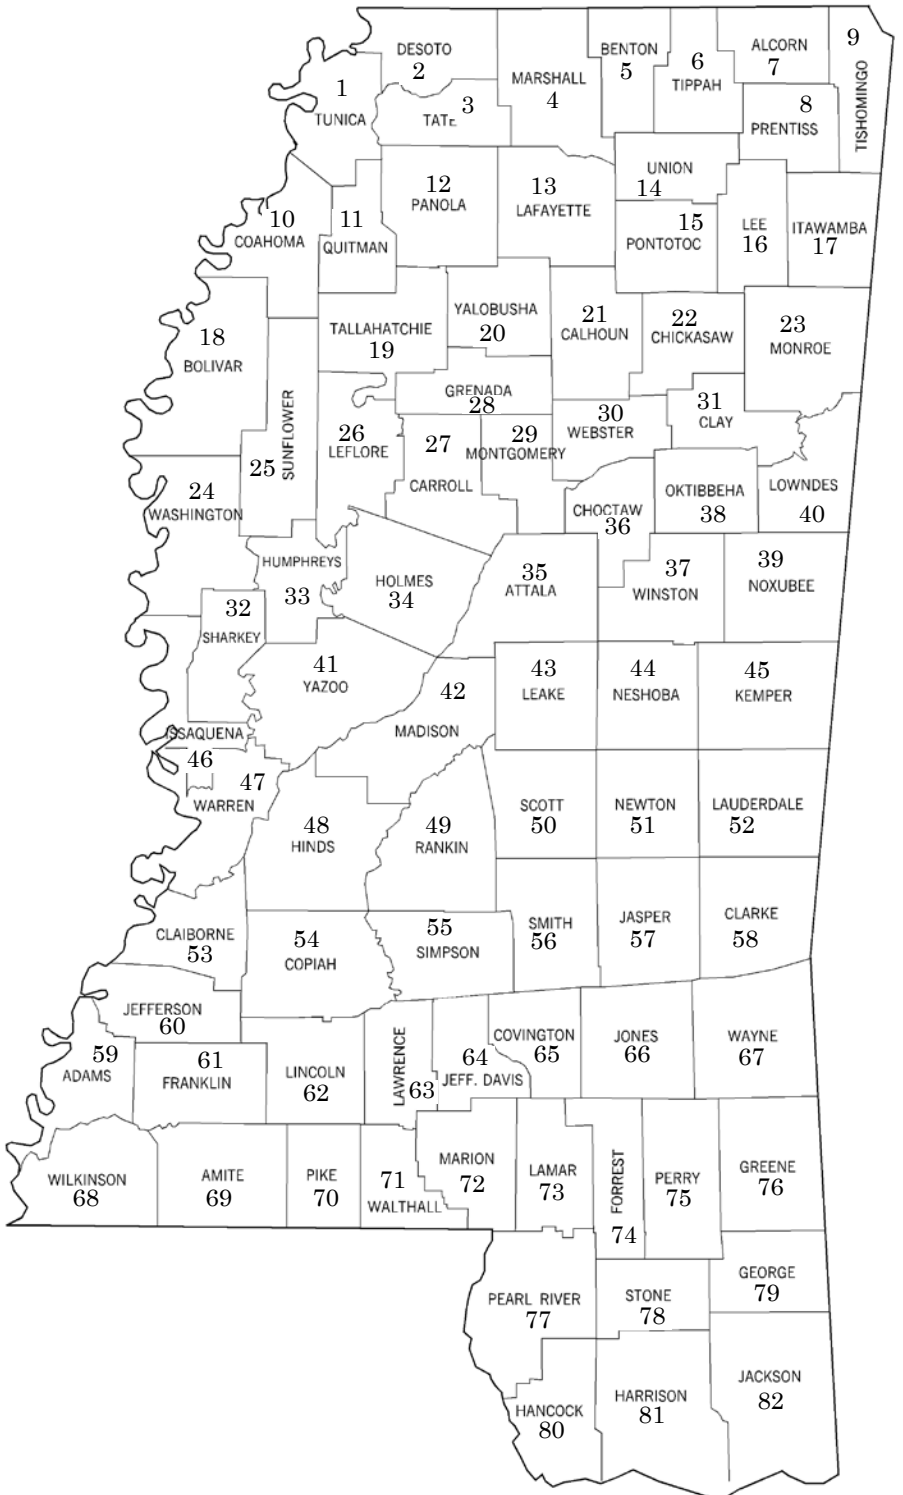 DESOTO
2
BENTON
5
6
TIPPAH
ALCORN
7
9
TISHOMINGO
1
TUNICA
3
TATE
MARSHALL
4
8
PRENTISS
10
COAHOMA
11
QUITMAN
12
PANOLA
13
LAFAYETTE
UNION
14
15
PONTOTOC
LEE
16
ITAWAMBA
17
18
BOLIVAR
TALLAHATCHIE
19
YALOBUSHA
20
21
CALHOUN
22
CHICKASAW
23
MONROE
24
WASHINGTON
25
SUNFLOWER
26
LEFLORE
27
CARROLL
GRENADA
28
29
MONTGOMERY
30
WEBSTER
31
CLAY
32
SHARKEY
HUMPHREYS
33
HOLMES
34
35
ATTALA
CHOCTAW
36
37
WINSTON
OKTIBBEHA
38
39
NOXUBEE
LOWNDES
40
41
YAZOO
42
MADISON
43
LEAKE
44
NESHOBA
45
KEMPER
ISSAQUENA
46
47
WARREN
48
HINDS
49
RANKIN
SCOTT
50
NEWTON
51
LAUDERDALE
52
CLAIBORNE
53
54
COPIAH
55
SIMPSON
SMITH
56
JASPER
57
CLARKE
58
59
ADAMS
JEFFERSON
60
61
FRANKLIN
LINCOLN
62
LAWRENCE
63
64
JEFF. DAVIS
COVINGTON
65
JONES
66
WAYNE
67
WILKINSON
68
AMITE
69
PIKE
70
71
WALTHALL
MARION
72
LAMAR
73
FORREST
74
PERRY
75
GREENE
76
PEARL RIVER
77
STONE
78
GEORGE
79
HANCOCK
80
HARRISON
81
JACKSON
82